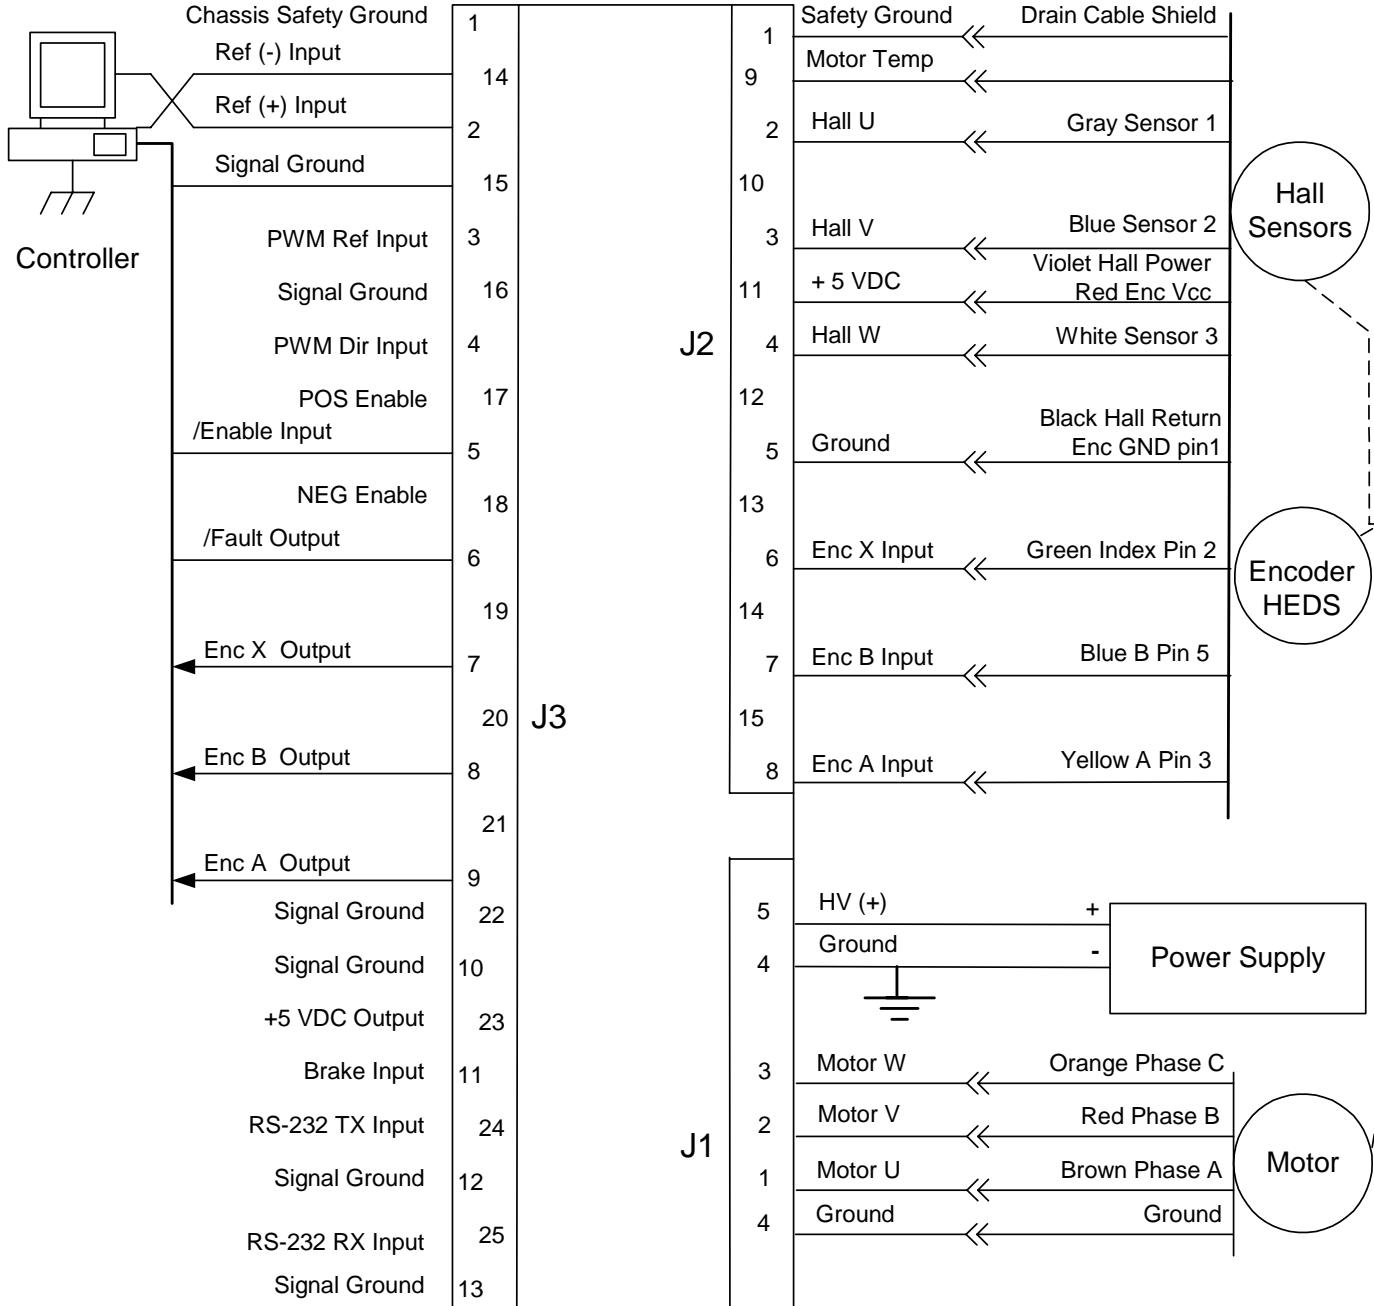 Chassis Safety Ground
1
Ref (-) Input
14
Ref (+) Input
2
Signal Ground
15
Controller
PWM Ref Input
3
Signal Ground
16
PWM Dir Input
4
POS Enable
17
/Enable Input
5
NEG Enable
18
/Fault Output
6
19
Enc X Output
7
20
J3
Enc B Output
8
21
Enc A Output
9
Signal Ground
22
Signal Ground
10
+5 VDC Output
23
Brake Input
11
RS-232 TX Input
24
Signal Ground
12
RS-232 RX Input
25
Signal Ground
13
J2
1
Safety Ground
Drain Cable Shield
9
Motor Temp
2
Hall U
Gray Sensor 1
10
3
Hall V
Blue Sensor 2
11
+ 5 VDC
Violet Hall Power
Red Enc Vcc
4
Hall W
White Sensor 3
12
5
Ground
Black Hall Return
Enc GND pin1
13
6
Enc X Input
Green Index Pin 2
14
7
Enc B Input
Blue B Pin 5
15
8
Enc A Input
Yellow A Pin 3
Hall
Sensors
Encoder
HEDS
J1
5
HV (+)
+
4
Ground
-
Power Supply
3
Motor W
Orange Phase C
2
Motor V
Red Phase B
1
Motor U
Brown Phase A
4
Ground
Ground
Motor